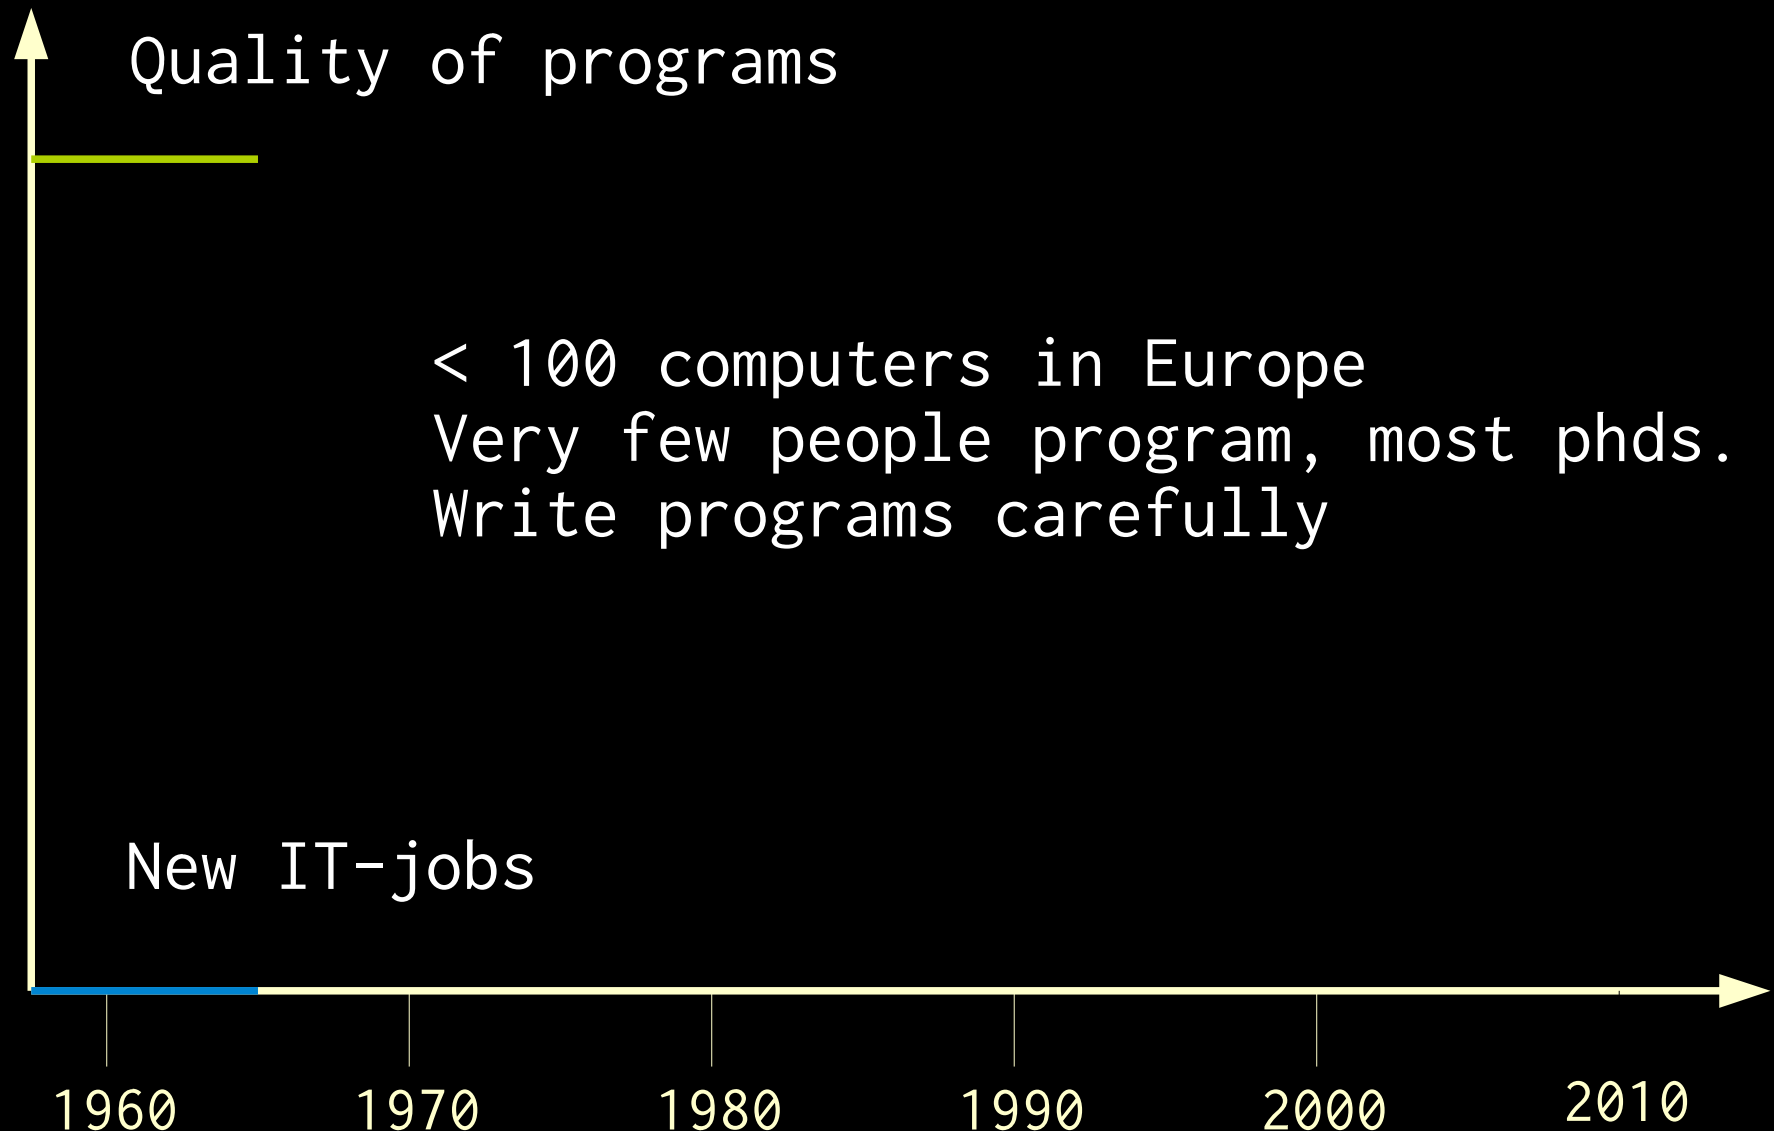 Quality of programs
< 100 computers in Europe
Very few people program, most phds.
Write programs carefully
New IT-jobs
1960 1970 1980 1990 2000 2010